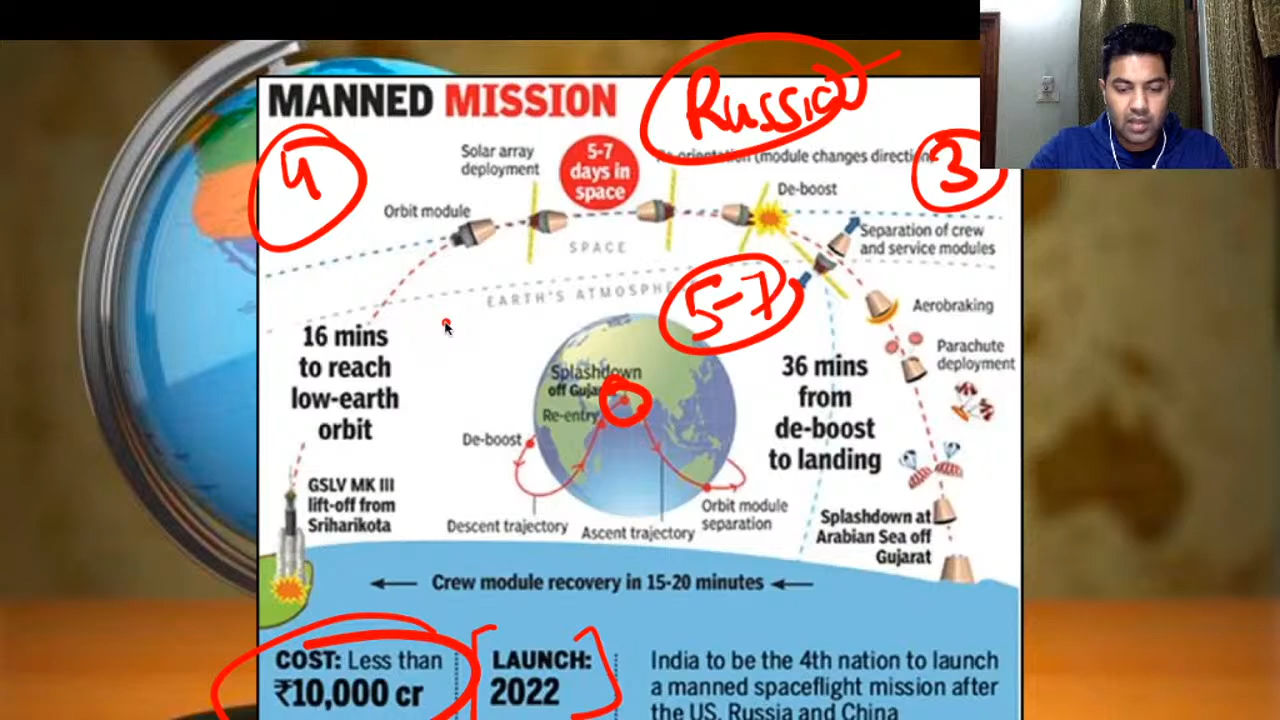 MANNED MISSION
Russia
4
3
Solar array
deployment
5-7
days in
space
orientation (module changes direction
De-boost
Orbit module
Separation of crew
and service modules
SPACE
EARTH'S ATMOSPHE
5-7
Aerobraking
16 mins
to reach
low-earth
orbit
Parachute
deployment
Splashdown
off Gujar
Re-entry
De-boost
36 mins
from
de-boost
to landing
GSLV MK III
lift-off from
Sriharikota
Descent trajectory
Ascent trajectory
Orbit module
separation
Splashdown at
Arabian Sea off
Gujarat
Crew module recovery in 15-20 minutes
COST: Less than
₹10,000 cr
LAUNCH:
2022
India to be the 4th nation to launch
a manned spaceflight mission after
the US, Russia and China